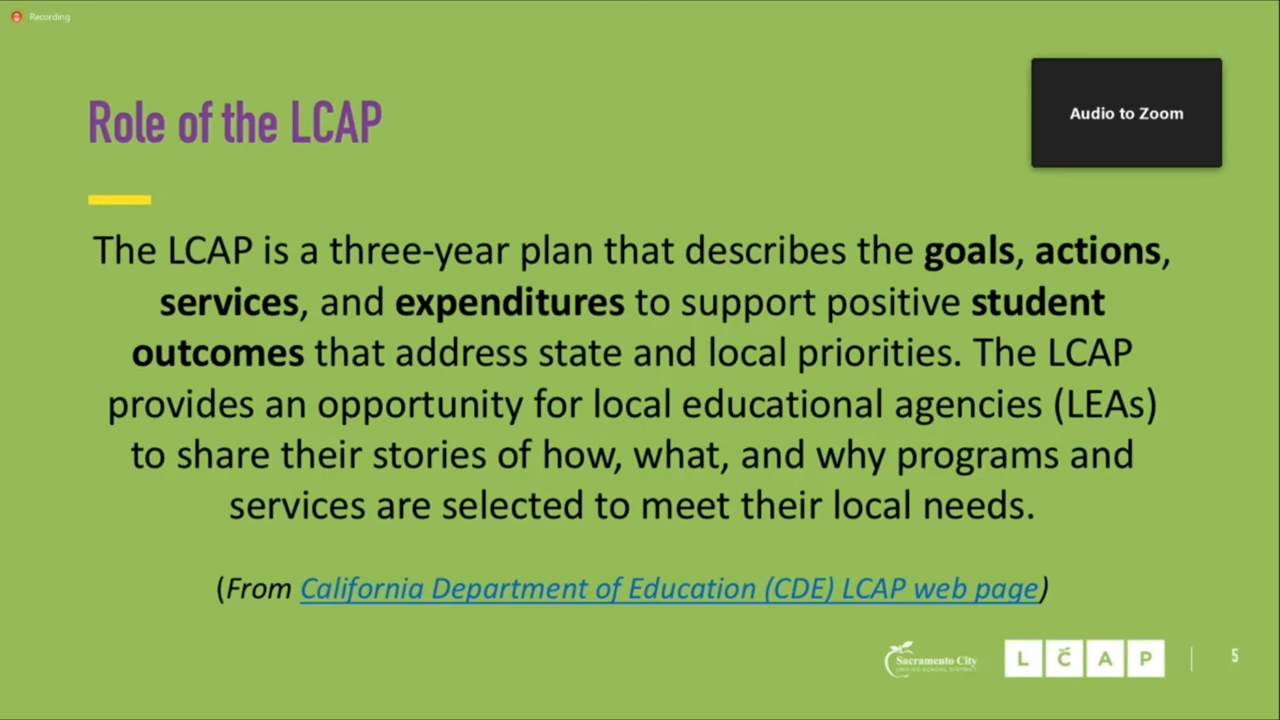 Recording
Role of the LCAP
Audio to Zoom
The LCAP is a three-year plan that describes the goals, actions,
services, and expenditures to support positive student
outcomes that address state and local priorities. The LCAP
provides an opportunity for local educational agencies (LEAs)
to share their stories of how, what, and why programs and
services are selected to meet their local needs.
(From California Department of Education (CDE) LCAP web page)
Sacramento City
UNIFIED SCHOOL DISTRICT
L C A P
5